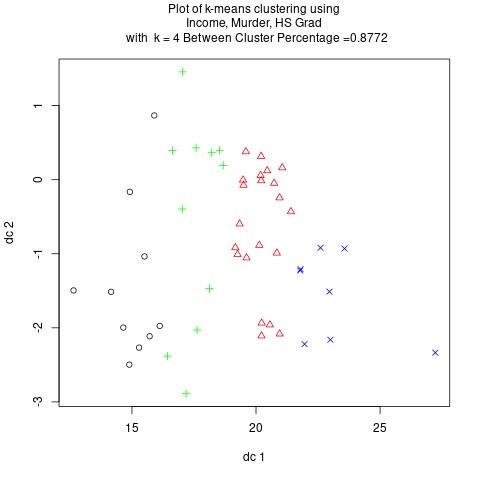 Plot of k-means clustering using
Income, Murder, HS Grad
with k = 4 Between Cluster Percentage =0.8772
1
0
-1
-2
-3
dc 2
15 20 25
dc 1